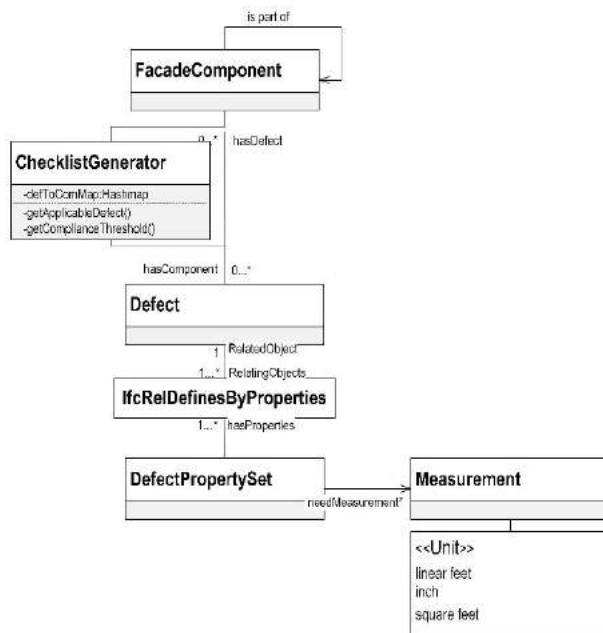 is part of
FacadeComponent
0...*
hasDefect
ChecklistGenerator
-defToComMap:Hashmap
-getApplicableDefect()
-getComplianceThreshold()
hasComponent
0...*
Defect
1
RelatedObject
1...*
RelatingObjects
IfcRelDefinesByProperties
1...*
hasProperties
DefectPropertySet
needMeasurement*
Measurement
<<Unit>>
linear feet
inch
square feet